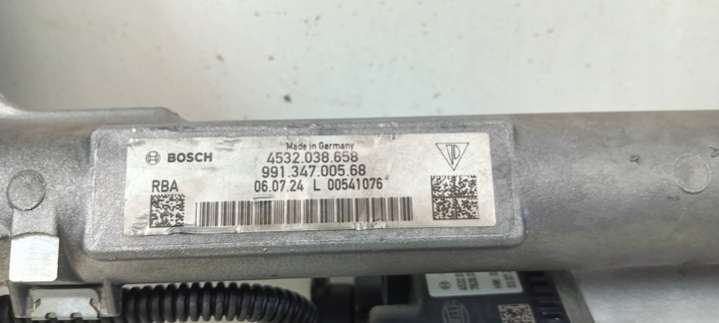 Made in Germany
BOSCH 4532.038.658
991.347.005.68
RBA 06.07.24 L 00541076